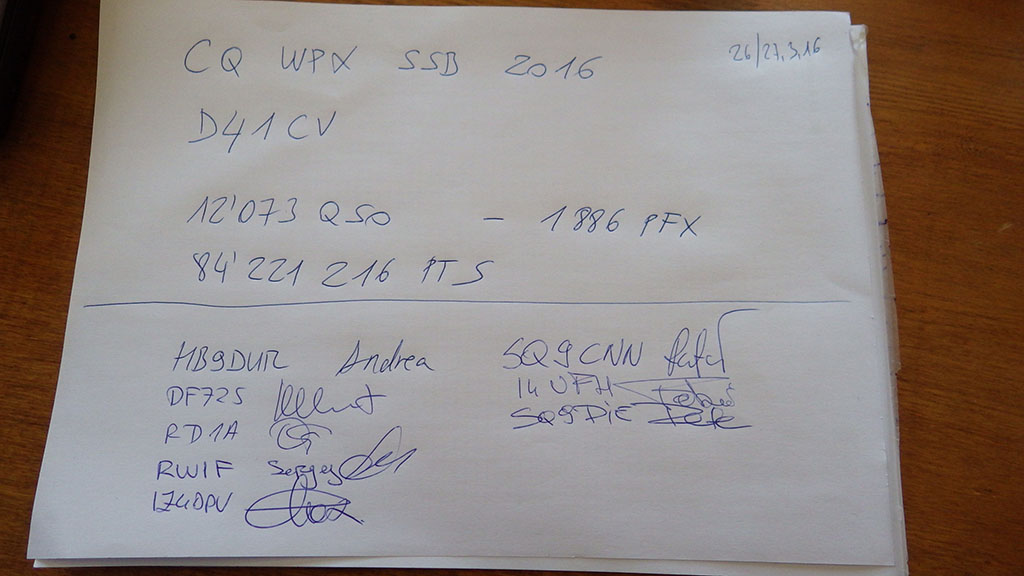 CQ WPX SSB 2016 26/27.3.16
D41CV
12'073 QSO - 1886 PFX
84'221 216 PTS
HB9DUR Andrea
DF7ZS
RD1A
RW1F Sergey
IZ4DPV
SQ9CNN Rafal
I4UFH
SQ9DIE